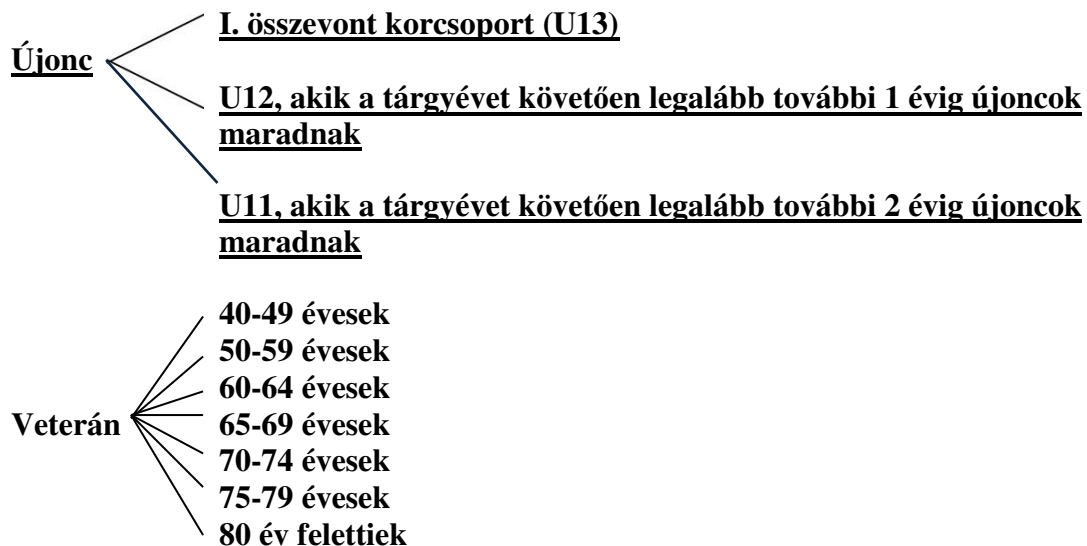 I. összevont korcsoport (U13)
Újonc
U12, akik a tárgyévet követően legalább további 1 évig újoncok
maradnak
U11, akik a tárgyévet követően legalább további 2 évig újoncok
maradnak
40-49 évesek
50-59 évesek
60-64 évesek
Veterán
65-69 évesek
70-74 évesek
75-79 évesek
80 év felettiek